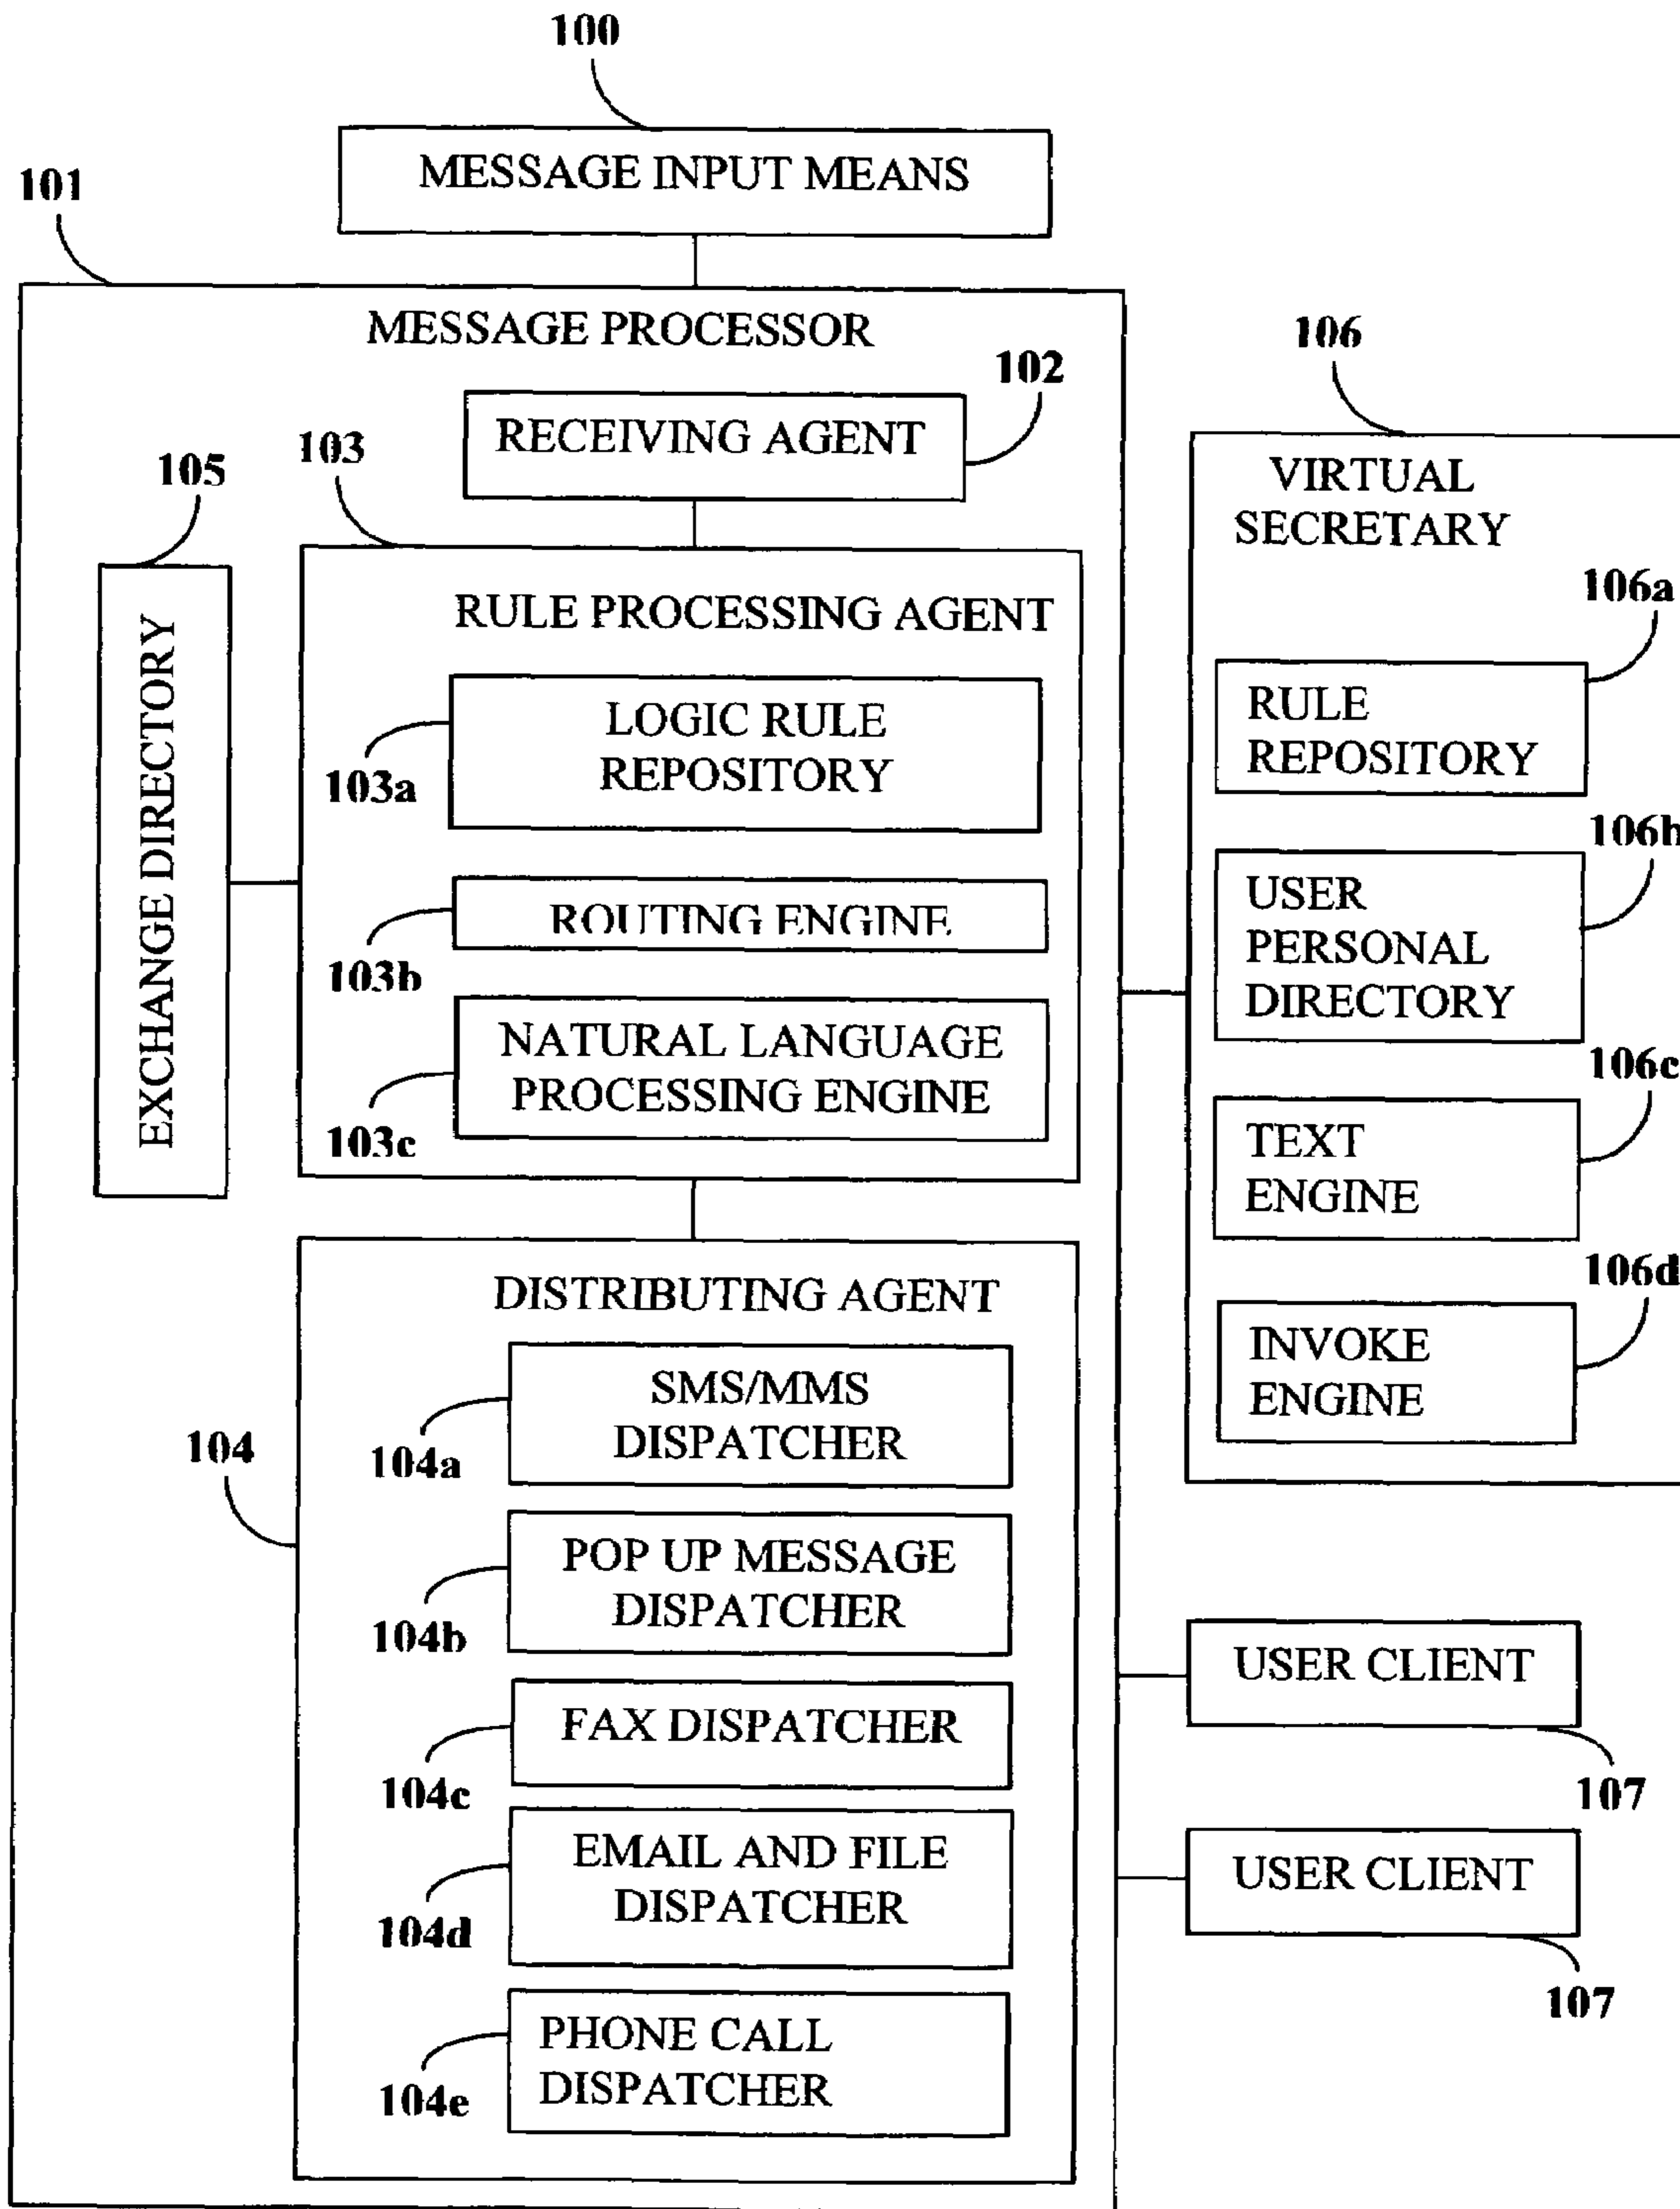 100
MESSAGE INPUT MEANS
101
MESSAGE PROCESSOR
102
RECEIVING AGENT
103
105
EXCHANGE DIRECTORY
RULE PROCESSING AGENT
LOGIC RULE
REPOSITORY
103a
ROUTING ENGINE
103b
NATURAL LANGUAGE
PROCESSING ENGINE
103c
DISTRIBUTING AGENT
104
SMS/MMS
DISPATCHER
104a
POP UP MESSAGE
DISPATCHER
104b
FAX DISPATCHER
104c
EMAIL AND FILE
DISPATCHER
104d
PHONE CALL
DISPATCHER
104e
106
VIRTUAL
SECRETARY
106a
RULE
REPOSITORY
106b
USER
PERSONAL
DIRECTORY
106c
TEXT
ENGINE
106d
INVOKE
ENGINE
USER CLIENT
107
USER CLIENT
107